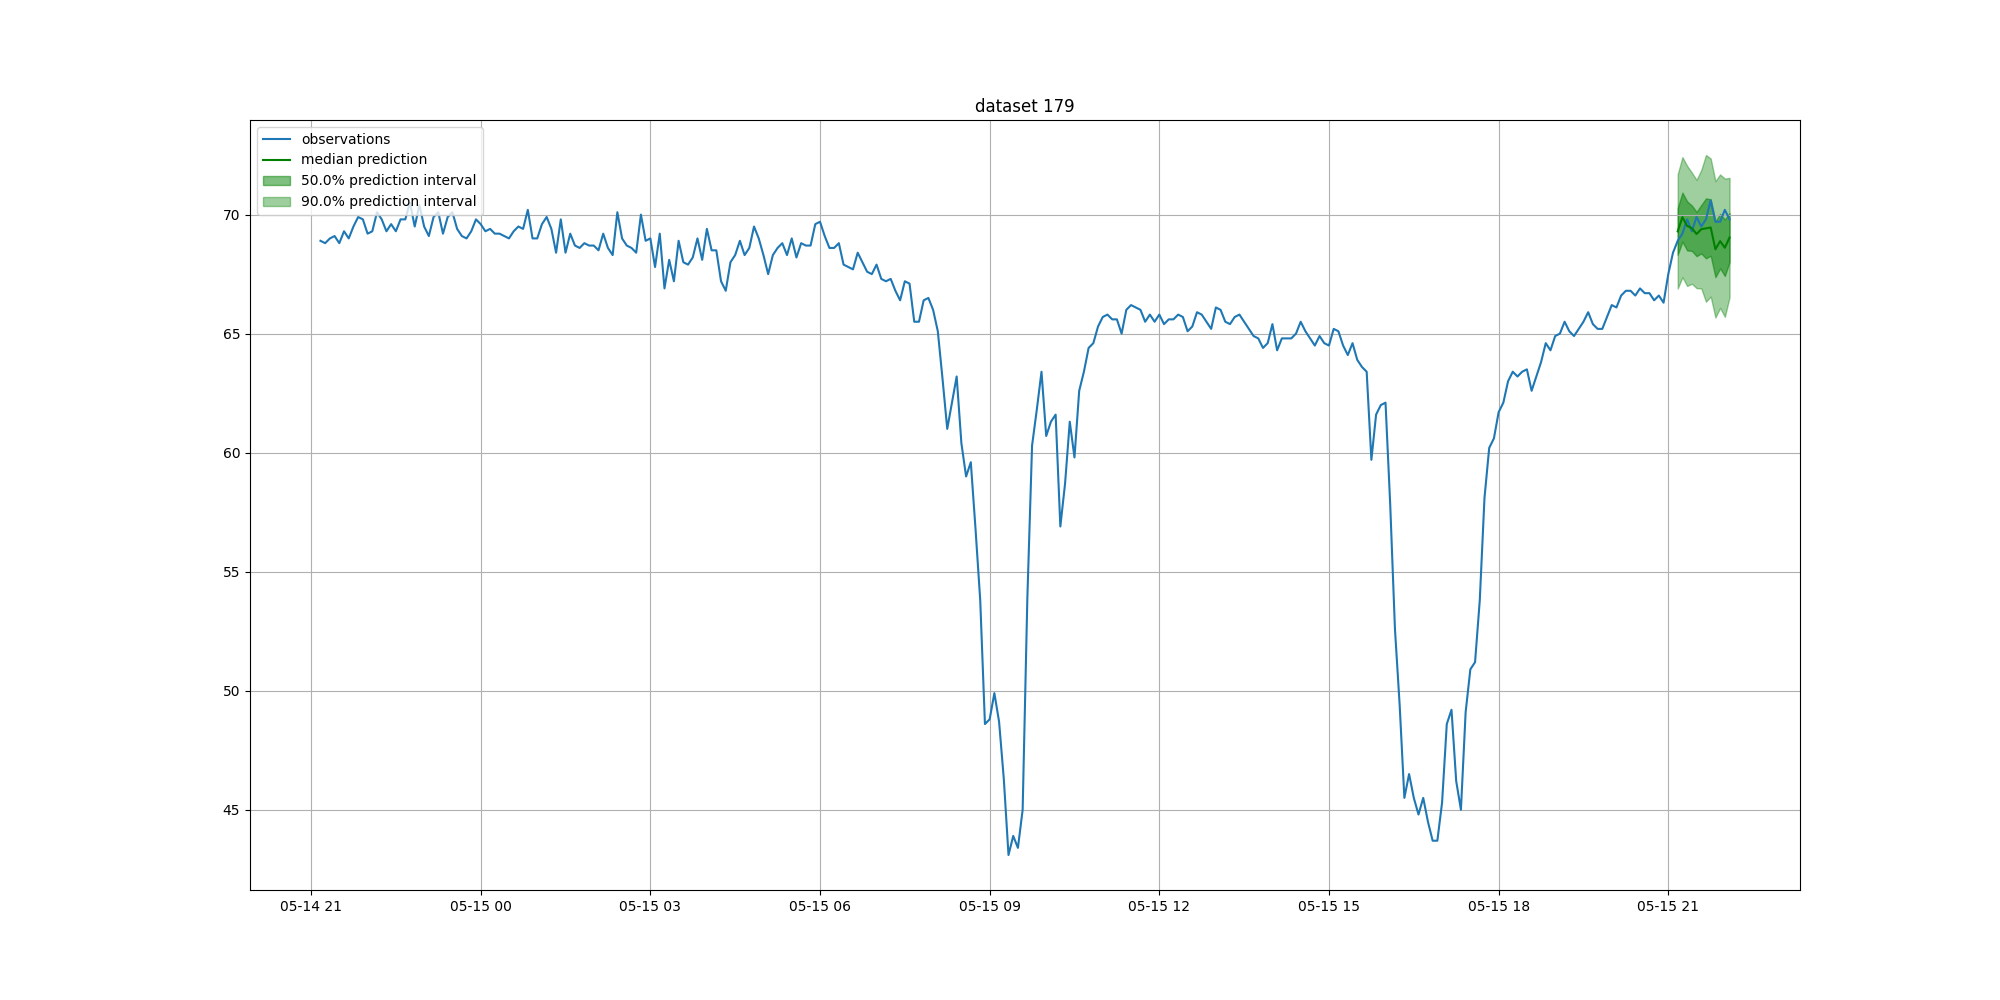 dataset 179
observations
median prediction
50.0% prediction interval
90.0% prediction interval
70
65
60
55
50
45
05-14 21 05-15 00 05-15 03 05-15 06 05-15 09 05-15 12 05-15 15 05-15 18 05-15 21